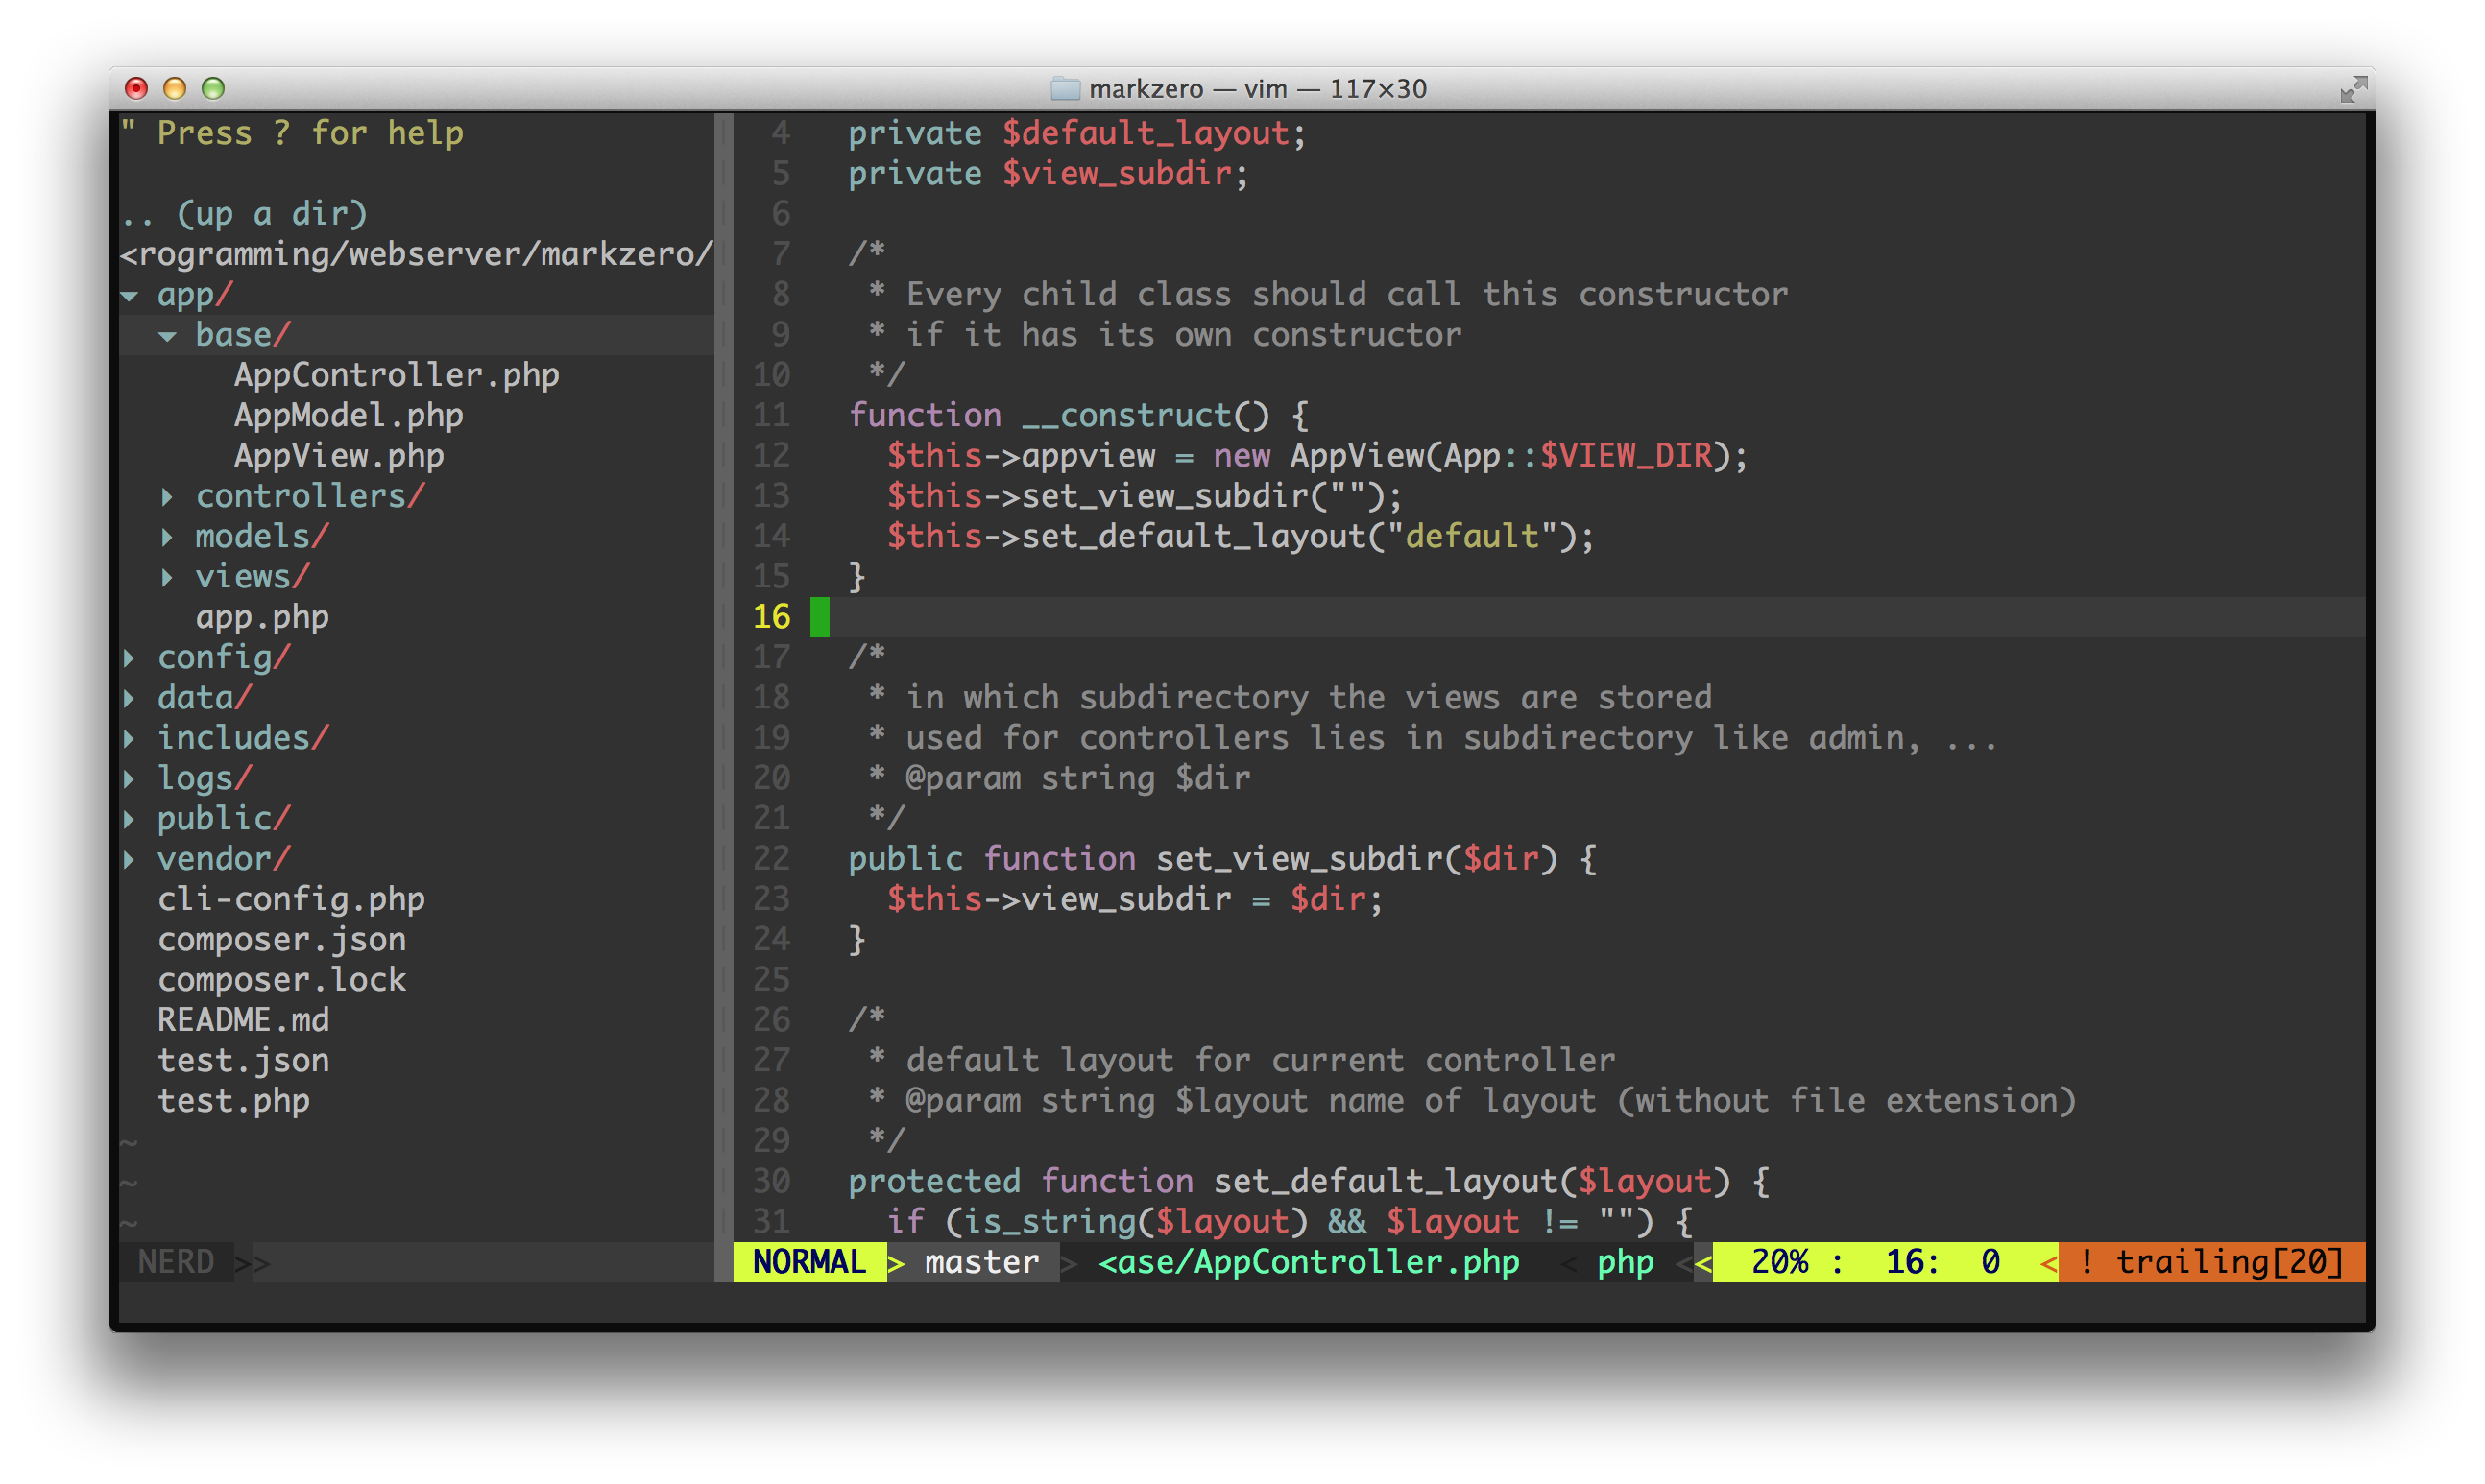 markzero — vim — 117×30
" Press ? for help
.. (up a dir)
<rogramming/webserver/markzero/
▾ app/
▾ base/
AppController.php
AppModel.php
AppView.php
▸ controllers/
▸ models/
▸ views/
app.php
▸ config/
▸ data/
▸ includes/
▸ logs/
▸ public/
▸ vendor/
cli-config.php
composer.json
composer.lock
README.md
test.json
test.php
~
~
~
NERD >>
4 private $default_layout;
5 private $view_subdir;
6
7 /*
8 * Every child class should call this constructor
9 * if it has its own constructor
10 */
11 function __construct() {
12 $this->appview = new AppView(App::$VIEW_DIR);
13 $this->set_view_subdir("");
14 $this->set_default_layout("default");
15 }
16
17 /*
18 * in which subdirectory the views are stored
19 * used for controllers lies in subdirectory like admin, ...
20 * @param string $dir
21 */
22 public function set_view_subdir($dir) {
23 $this->view_subdir = $dir;
24 }
25
26 /*
27 * default layout for current controller
28 * @param string $layout name of layout (without file extension)
29 */
30 protected function set_default_layout($layout) {
31 if (is_string($layout) && $layout != "") {
NORMAL > master > <ase/AppController.php < php << 20% : 16: 0 < ! trailing[20]